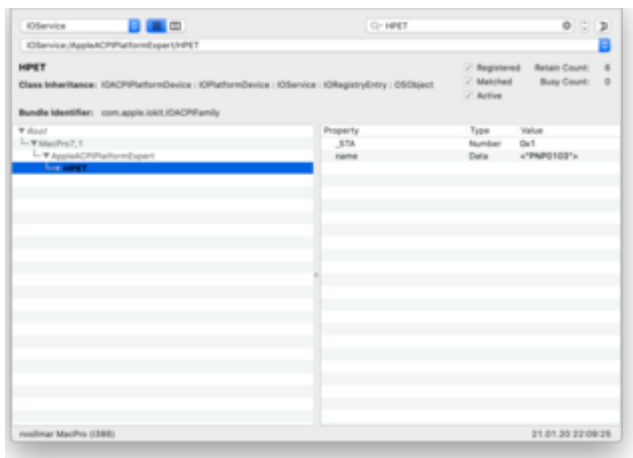 IOService
HPET
IOService:/AppleACPIPlatformExpert/HPET
HPET
Registered Retain Count: 6
Class Inheritance: IOACPIPlatformDevice : IOPlatformDevice : IOService : IORegistryEntry : OSObject
Matched Busy Count: 0
Active
Bundle Identifier: com.apple.iokit.IOACPIFamily
Root
MacPro7,1
AppleACPIPlatformExpert
HPET
Property Type Value
_STA Number 0x1
name Data <"PNP0103">
nvollmar MacPro (i386) 21.01.20 22:09:25